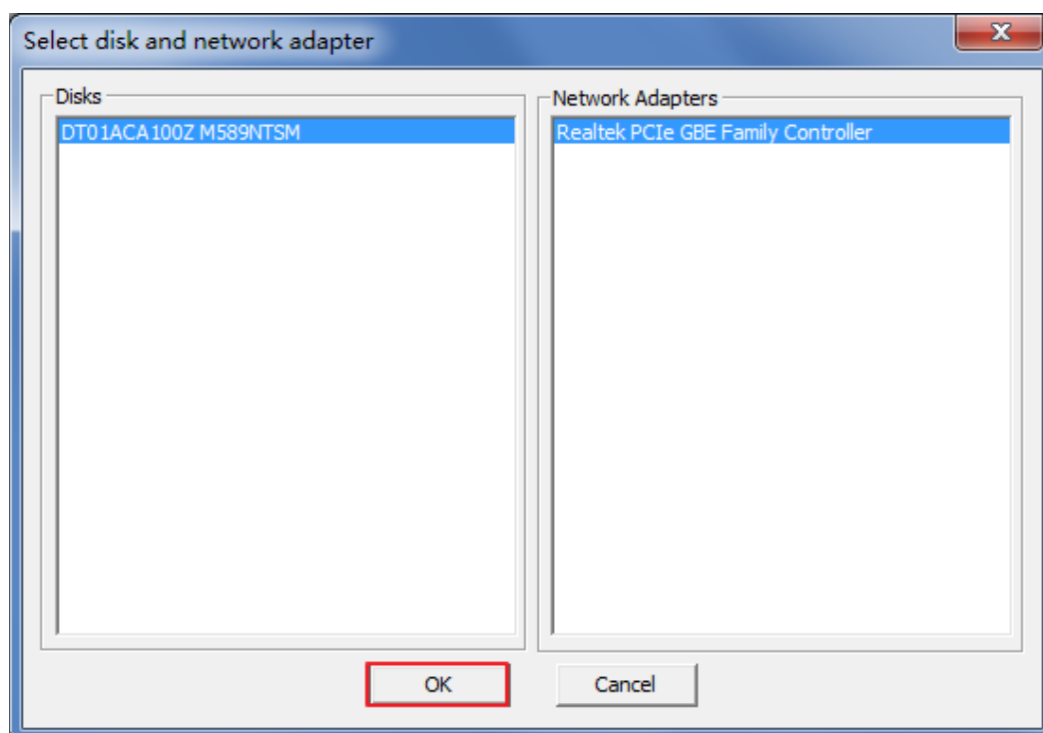 Select disk and network adapter
Disks
DT01ACA100Z M589NTSM
Network Adapters
Realtek PCIe GBE Family Controller
OK
Cancel